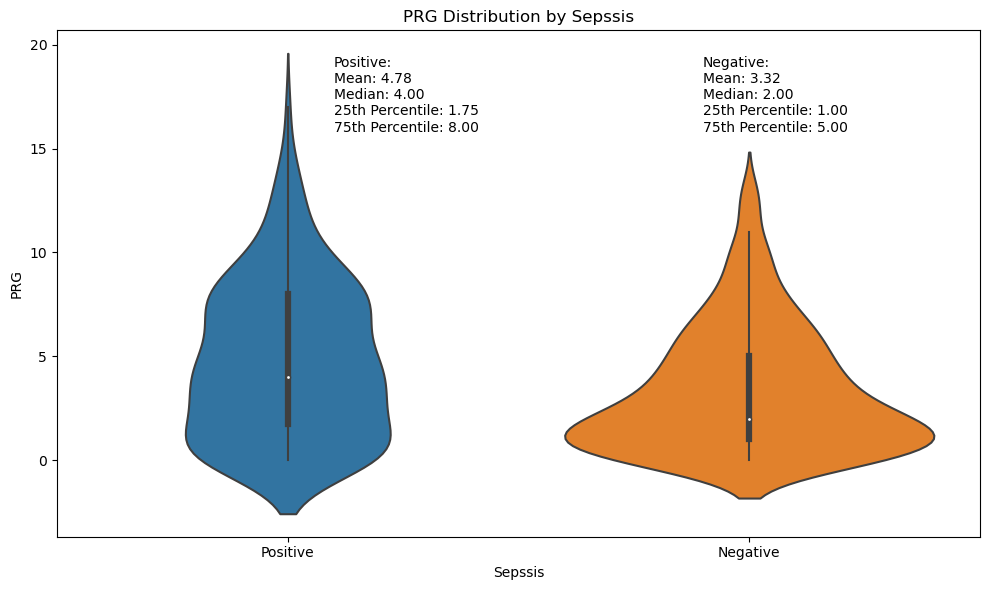 PRG Distribution by Sepssis
20
15
10
5
0
PRG
Positive:
Mean: 4.78
Median: 4.00
25th Percentile: 1.75
75th Percentile: 8.00
Negative:
Mean: 3.32
Median: 2.00
25th Percentile: 1.00
75th Percentile: 5.00
Positive
Negative
Sepssis